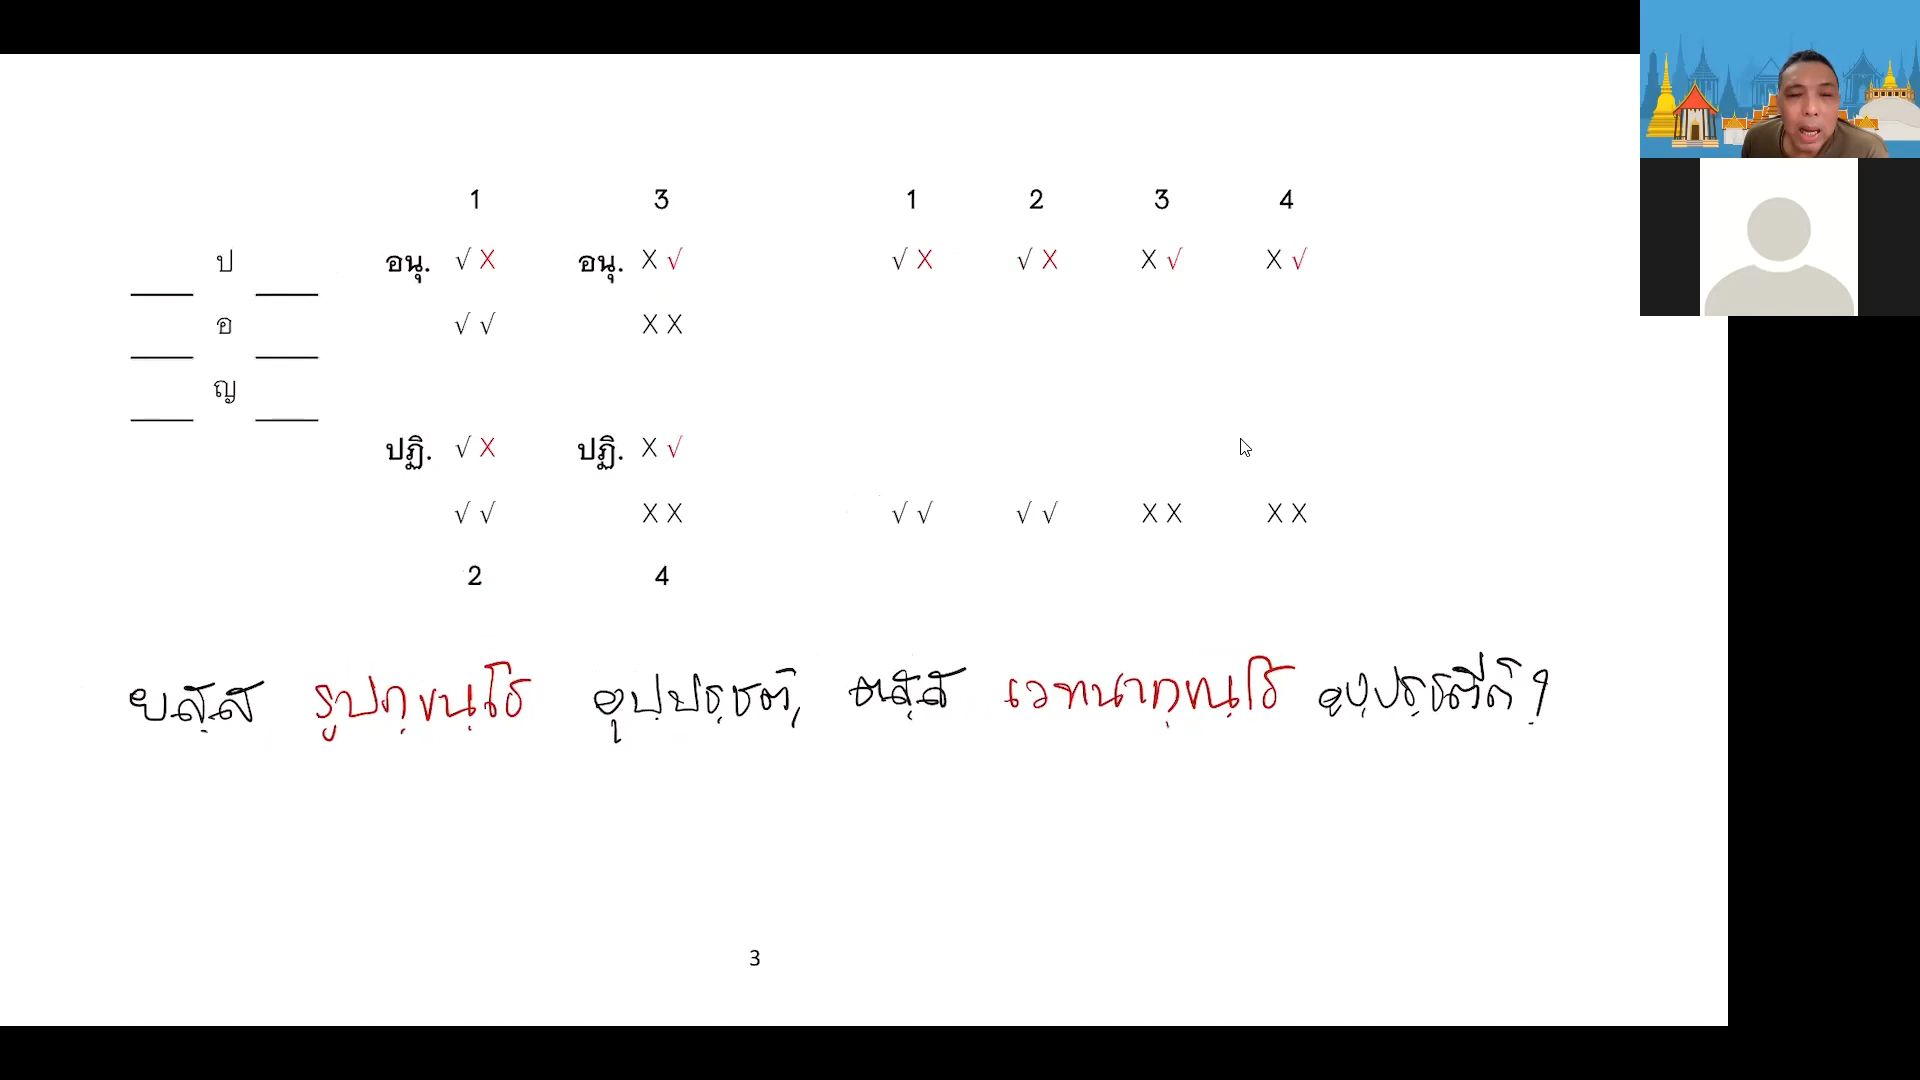 1 3 1 2 3 4
ป อนุ. √ X อนุ. X √ √ X √ X X √ X √
อ √ √ X X
ญ
ปฏิ. √ X ปฏิ. X √
√ √ X X √ √ √ √ X X X X
2 4
ยสฺส รูปกฺขนฺโธ อุปฺปชฺชติ, ตสฺส เวทนากฺขนฺโธ อุปฺปชฺชตีติ ?
3